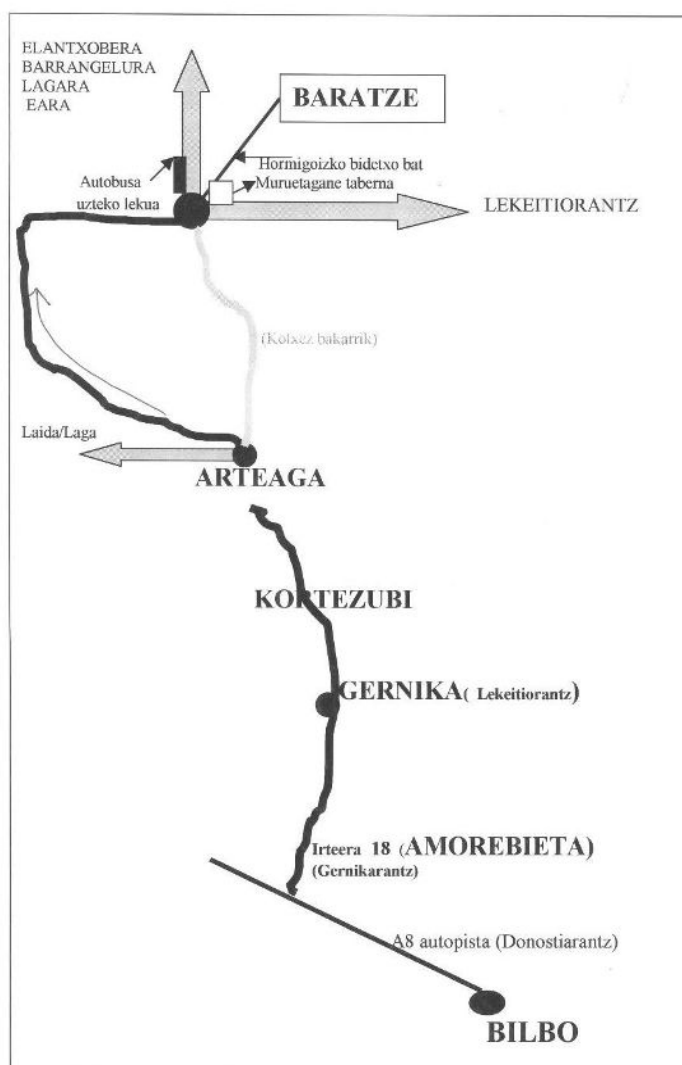 ELANTXOBERA
BARRANGELURA
LAGARA
EARA
BARATZE
Hormigoizko bidetxo bat
Autobusa
uzteko lekua
Muruetagane taberna
LEKEITIORANTZ
(Kotxez bakarrik)
Laida/Laga
ARTEAGA
KORTEZUBI
GERNIKA( Lekeitiorantz)
Irteera 18 (AMOREBIETA)
(Gernikarantz)
A8 autopista (Donostiarantz)
BILBO